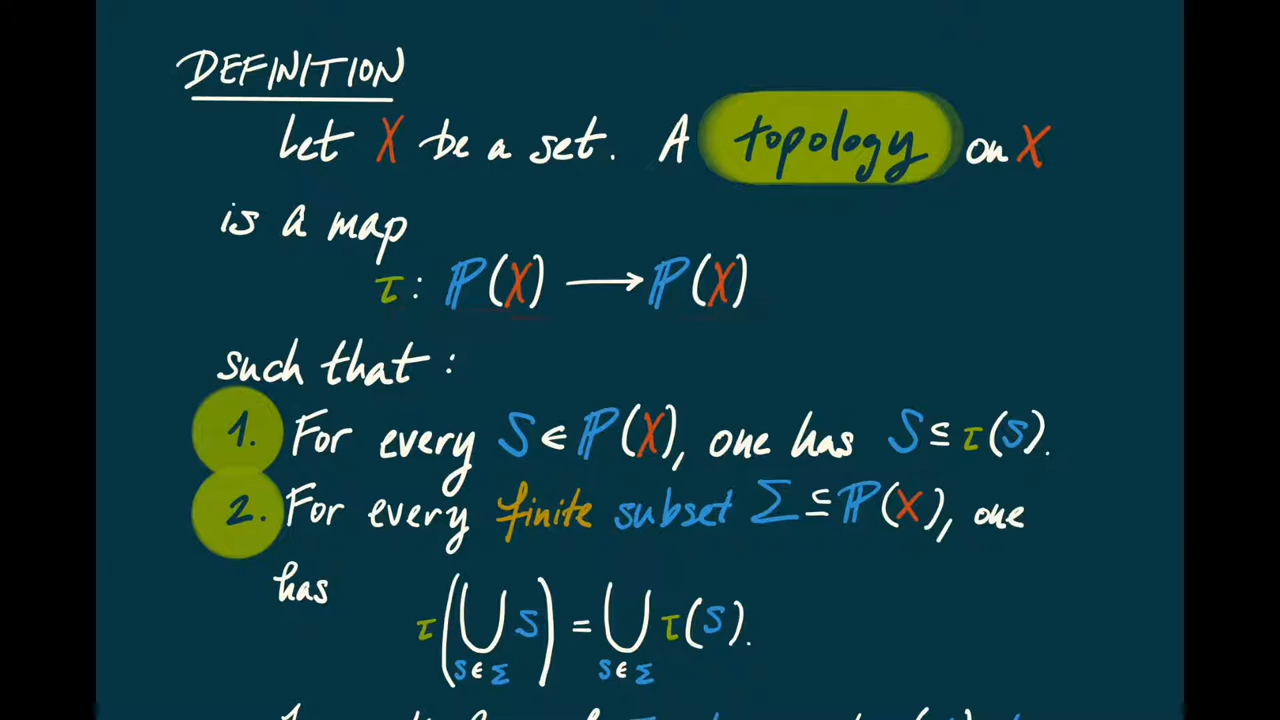 DEFINITION
Let X be a set. A topology on X
is a map
τ: ℙ(X) ⟶ ℙ(X)
such that:
1. For every S ∈ ℙ(X), one has S ⊆ τ(S).
2. For every finite subset Σ ⊆ ℙ(X), one
has
τ(⋃_{S∈Σ} S) = ⋃_{S∈Σ} τ(S).